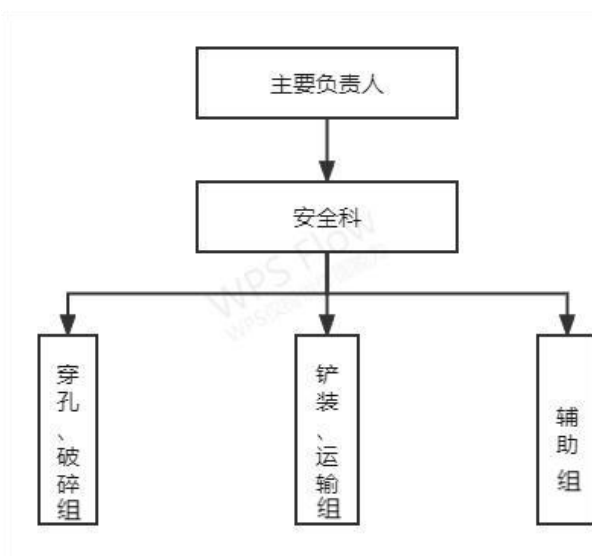 主要负责人
安全科
WPS Flow
穿孔、破碎组
铲装、运输组
辅助组